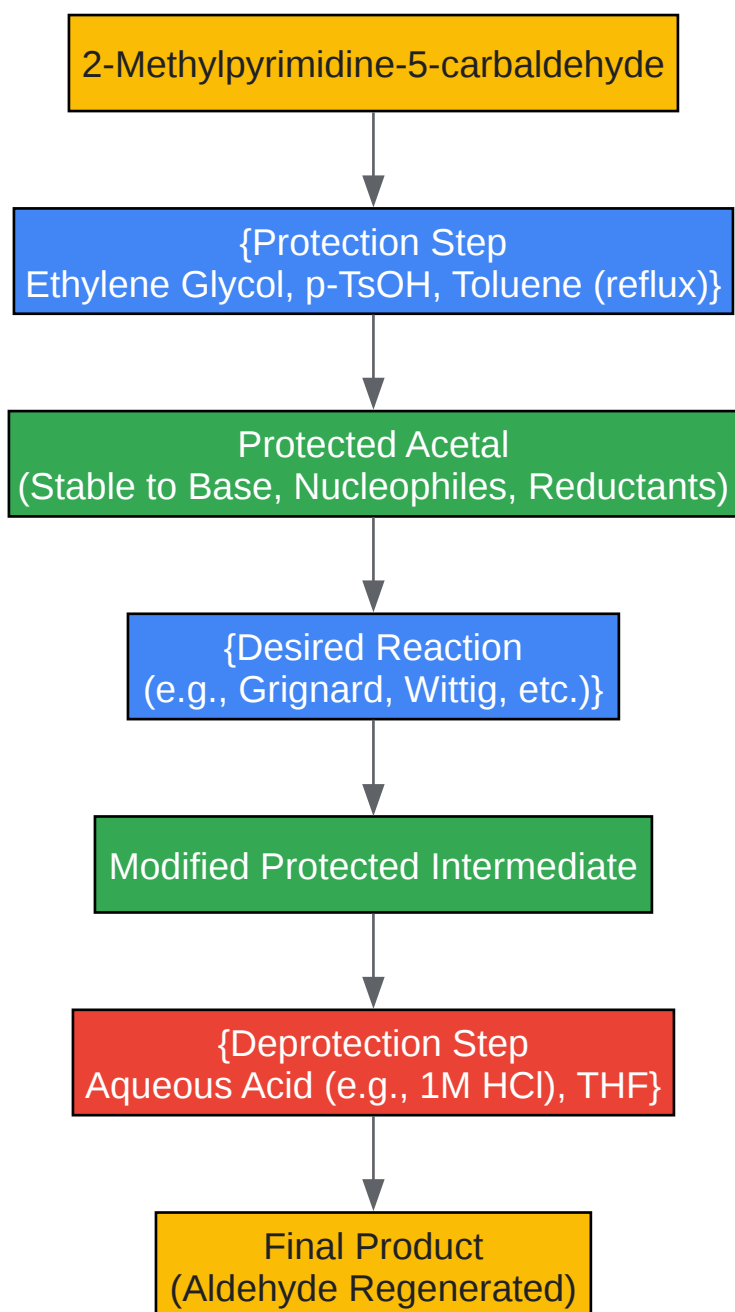 2-Methylpyrimidine-5-carbaldehyde
{Protection Step
Ethylene Glycol, p-TsOH, Toluene (reflux)}
Protected Acetal
(Stable to Base, Nucleophiles, Reductants)
{Desired Reaction
(e.g., Grignard, Wittig, etc.)}
Modified Protected Intermediate
{Deprotection Step
Aqueous Acid (e.g., 1M HCl), THF}
Final Product
(Aldehyde Regenerated)